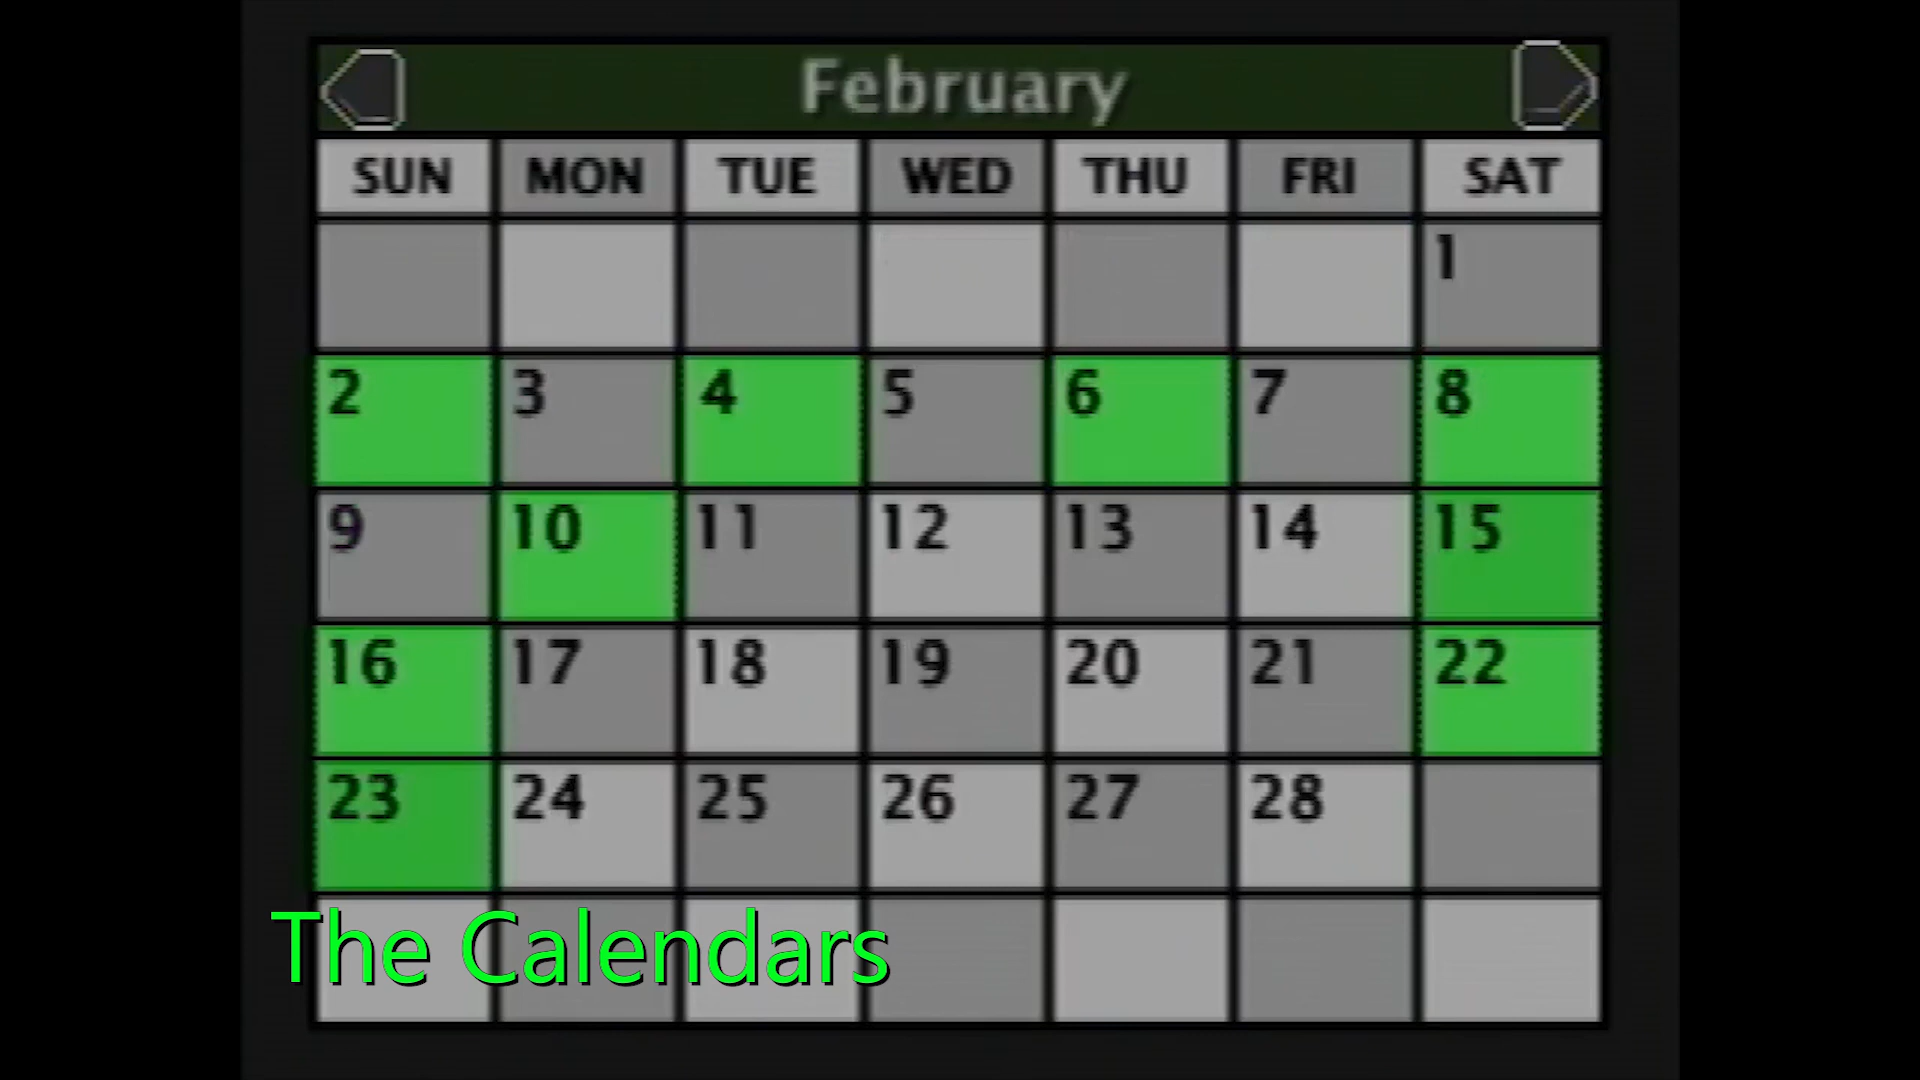 February
SUN MON TUE WED THU FRI SAT
1
2 3 4 5 6 7 8
9 10 11 12 13 14 15
16 17 18 19 20 21 22
23 24 25 26 27 28
The Calendars